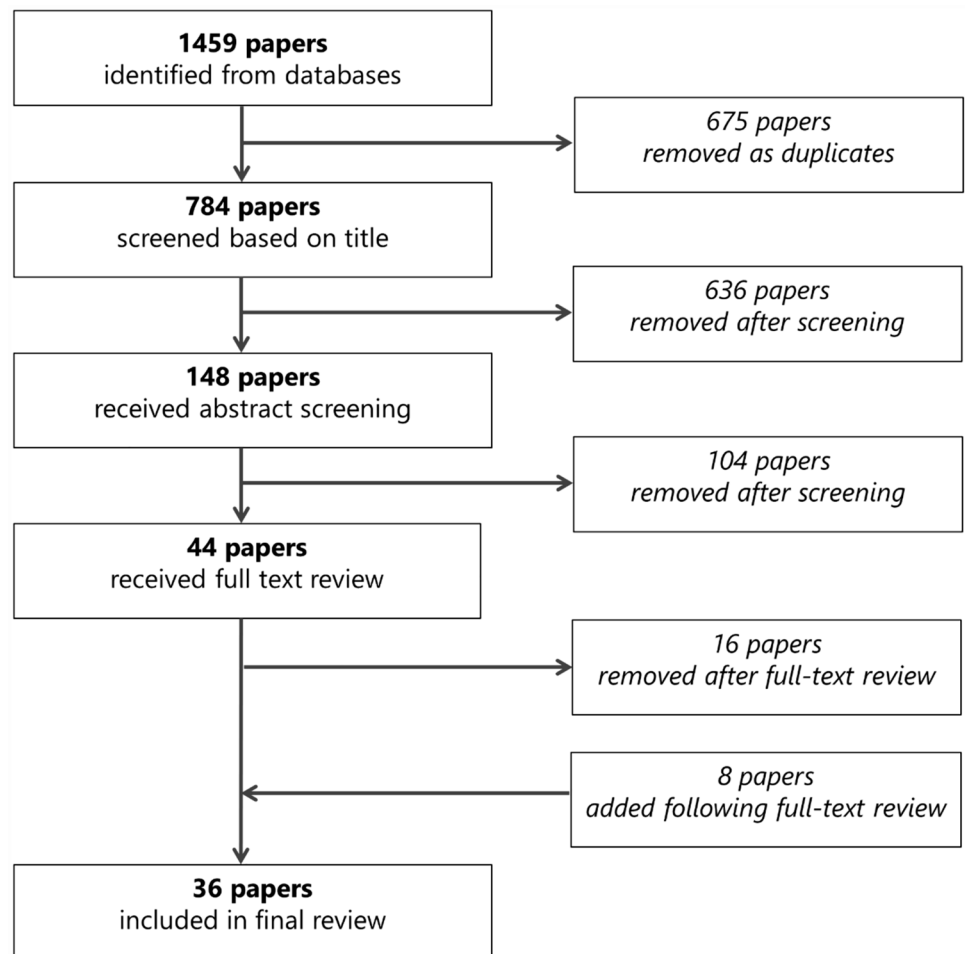 1459 papers
identified from databases
675 papers
removed as duplicates
784 papers
screened based on title
636 papers
removed after screening
148 papers
received abstract screening
104 papers
removed after screening
44 papers
received full text review
16 papers
removed after full-text review
8 papers
added following full-text review
36 papers
included in final review